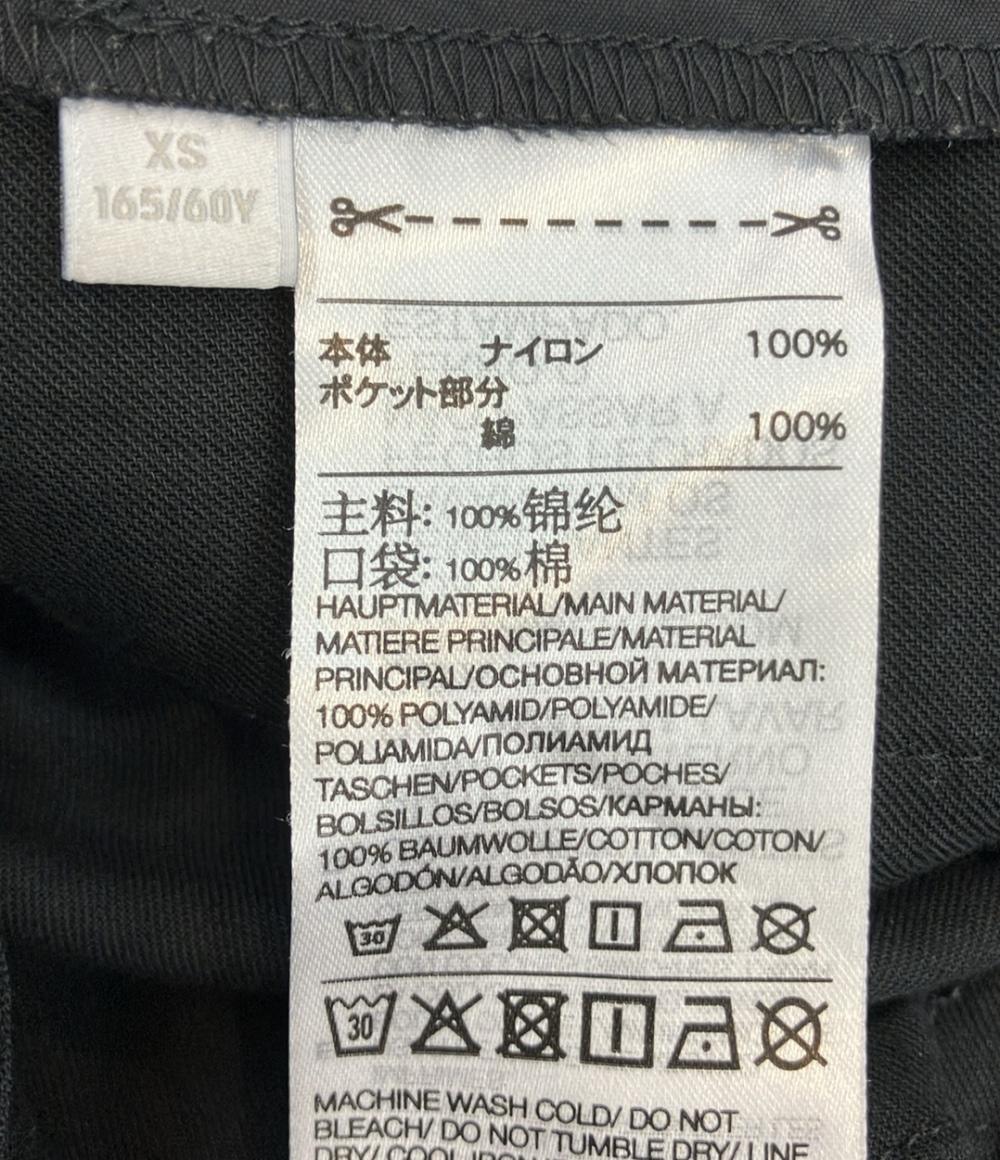 XS
165/60Y
本体 ナイロン 100%
ポケット部分
綿 100%
主料: 100%锦纶
口袋: 100%棉
HAUPTMATERIAL/MAIN MATERIAL/
MATIERE PRINCIPALE/MATERIAL
PRINCIPAL/ОСНОВНОЙ МАТЕРИАЛ:
100% POLYAMID/POLYAMIDE/
POLIAMIDA/ПОЛИАМИД
TASCHEN/POCKETS/POCHES/
BOLSILLOS/BOLSOS/КАРМАНЫ:
100% BAUMWOLLE/COTTON/COTON/
ALGODÓN/ALGODÃO/ХЛОПОК
30
30
MACHINE WASH COLD/ DO NOT
BLEACH/ DO NOT TUMBLE DRY/ LINE
DRY/ COOL IRON